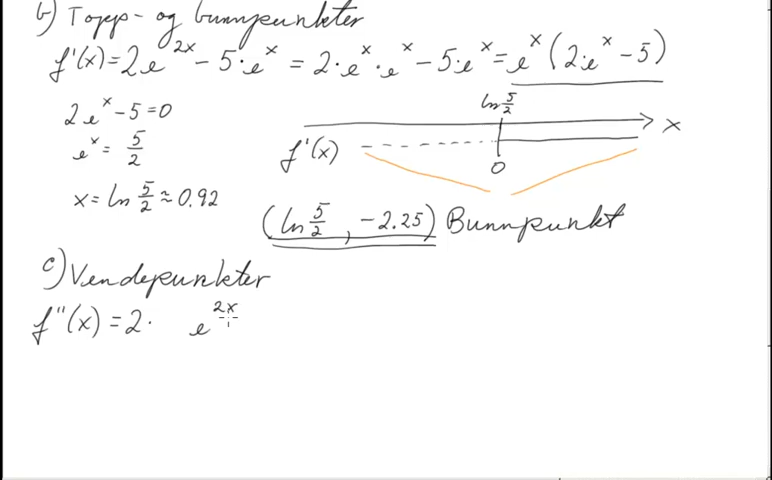 b) Topp- og bunnpunkter
f'(x)=2e^{2x} - 5·e^x = 2·e^x·e^x - 5·e^x = e^x (2·e^x - 5)
2e^x - 5 = 0
e^x = 5/2
x = ln 5/2 ≈ 0.92
ln 5/2
x
f'(x)
0
(ln 5/2, -2.25) Bunnpunkt
c) Vendepunkter
f''(x) = 2· e^{2x}